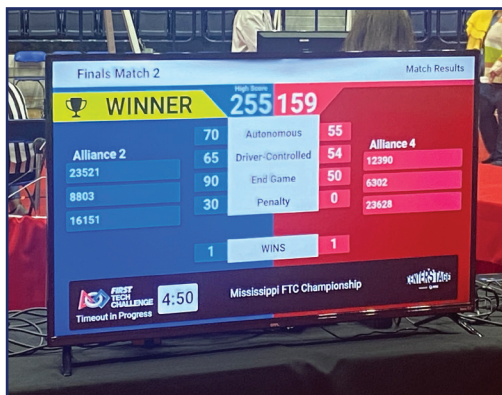 Finals Match 2
Match Results
WINNER
High Score
255 159
70 Autonomous 55
65 Driver-Controlled 54
90 End Game 50
30 Penalty 0
Alliance 2
23521
8803
16151
Alliance 4
12390
6302
23628
1 WINS 1
FIRST
TECH
CHALLENGE
4:50
Timeout in Progress
Mississippi FTC Championship
CENTERSTAGE